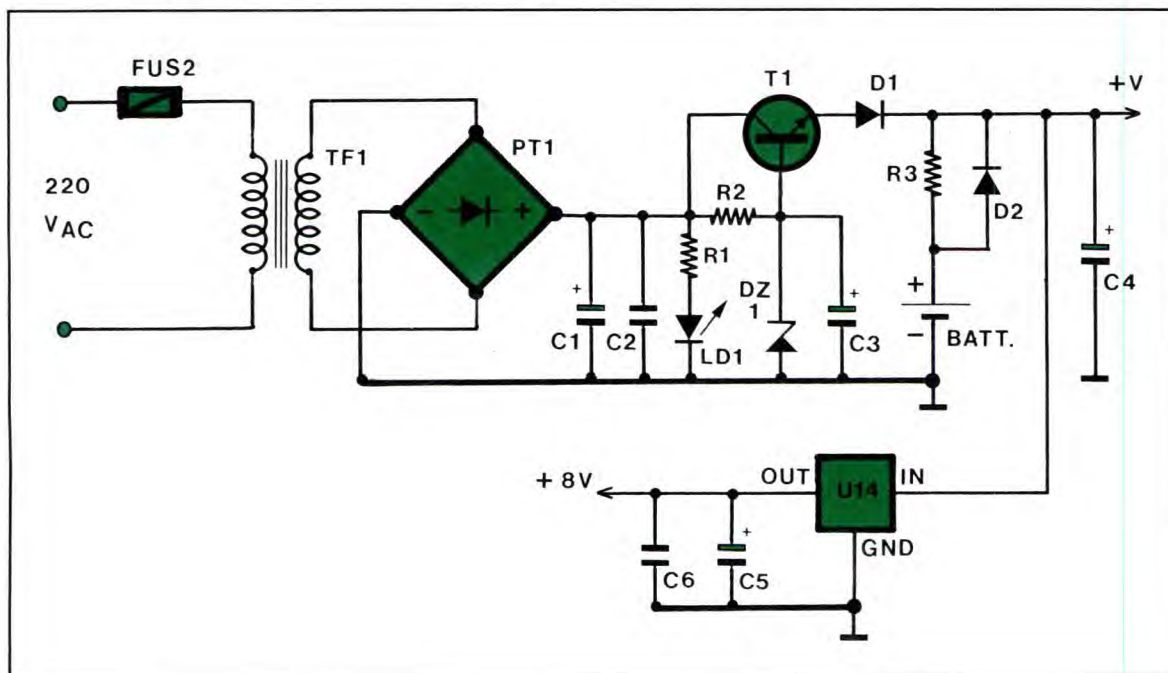 FUS2
220
VAC
TF1
PT1
T1
D1
+V
R2
R1
R3
D2
+
C1
C2
LD1
DZ
1
+
C3
+
−
BATT.
+
C4
− +
+ 8V
OUT
U14
IN
GND
C6
+
C5